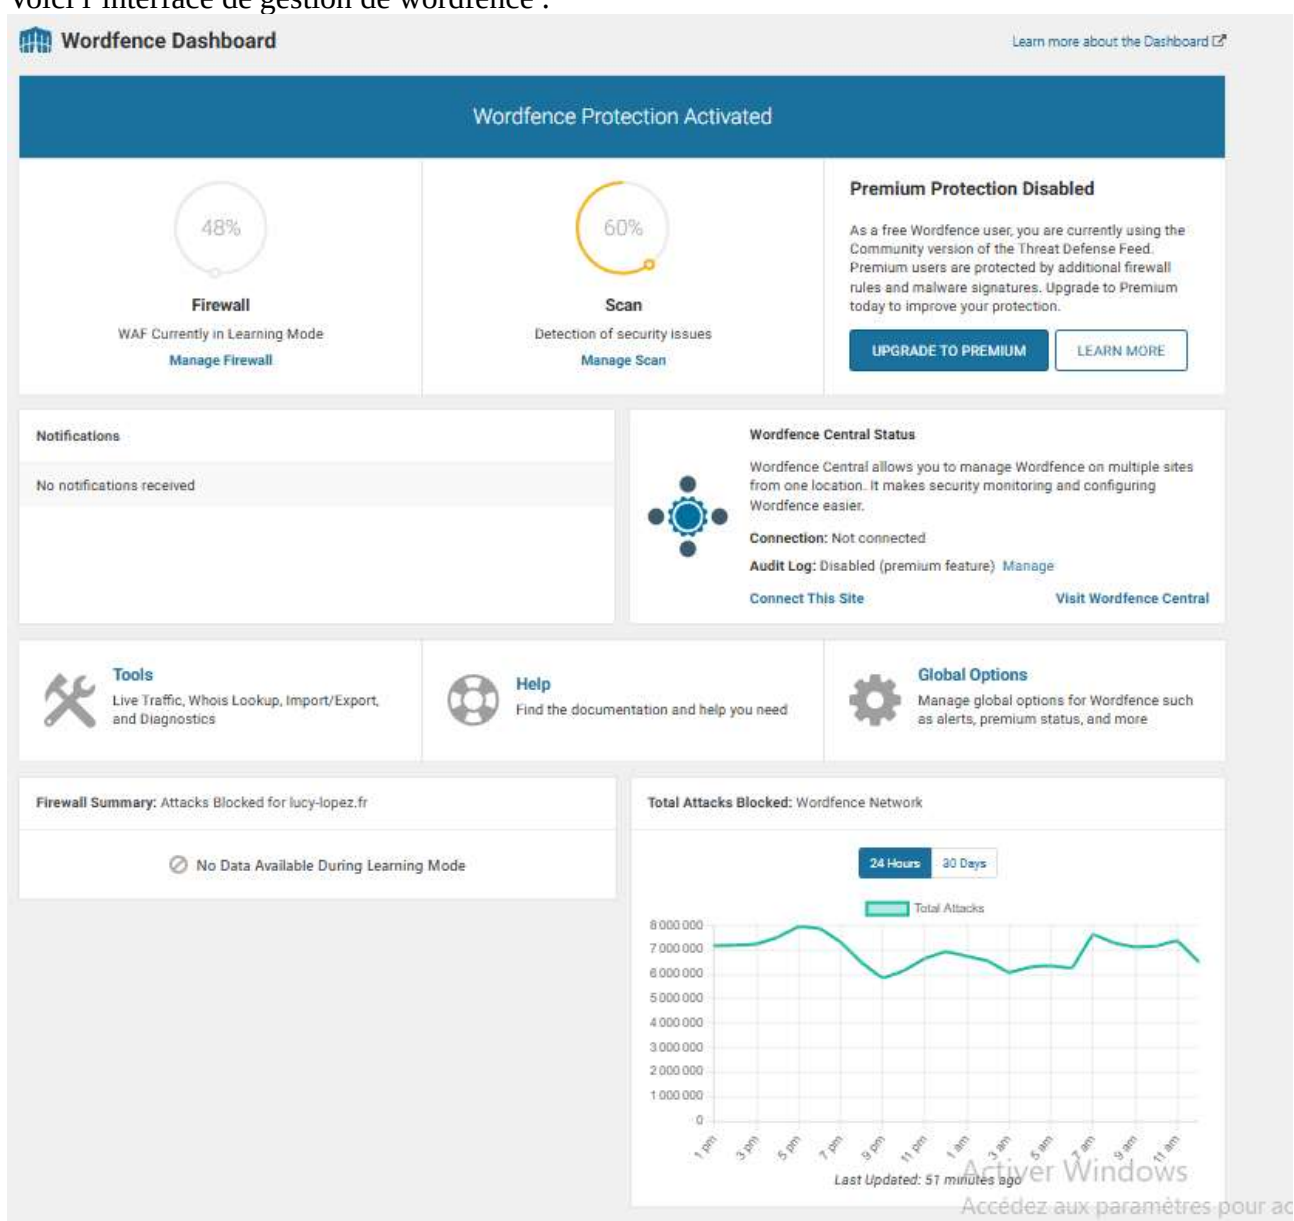 Voici l'interface de gestion de wordfence :
Wordfence Dashboard
Learn more about the Dashboard
Wordfence Protection Activated
48%
Firewall
WAF Currently in Learning Mode
Manage Firewall
60%
Scan
Detection of security issues
Manage Scan
Premium Protection Disabled
As a free Wordfence user, you are currently using the
Community version of the Threat Defense Feed.
Premium users are protected by additional firewall
rules and malware signatures. Upgrade to Premium
today to improve your protection.
UPGRADE TO PREMIUM
LEARN MORE
Notifications
No notifications received
Wordfence Central Status
Wordfence Central allows you to manage Wordfence on multiple sites
from one location. It makes security monitoring and configuring
Wordfence easier.
Connection: Not connected
Audit Log: Disabled (premium feature) Manage
Connect This Site
Visit Wordfence Central
Tools
Live Traffic, Whois Lookup, Import/Export,
and Diagnostics
Help
Find the documentation and help you need
Global Options
Manage global options for Wordfence such
as alerts, premium status, and more
Firewall Summary: Attacks Blocked for lucy-lopez.fr
No Data Available During Learning Mode
Total Attacks Blocked: Wordfence Network
24 Hours
30 Days
Total Attacks
8 000 000
7 000 000
6 000 000
5 000 000
4 000 000
3 000 000
2 000 000
1 000 000
0
1 pm
3 pm
5 pm
7 pm
9 pm
11 pm
1 am
3 am
5 am
7 am
9 am
11 am
Last Updated: 51 minutes ago
Activer Windows
Accédez aux paramètres pour ac